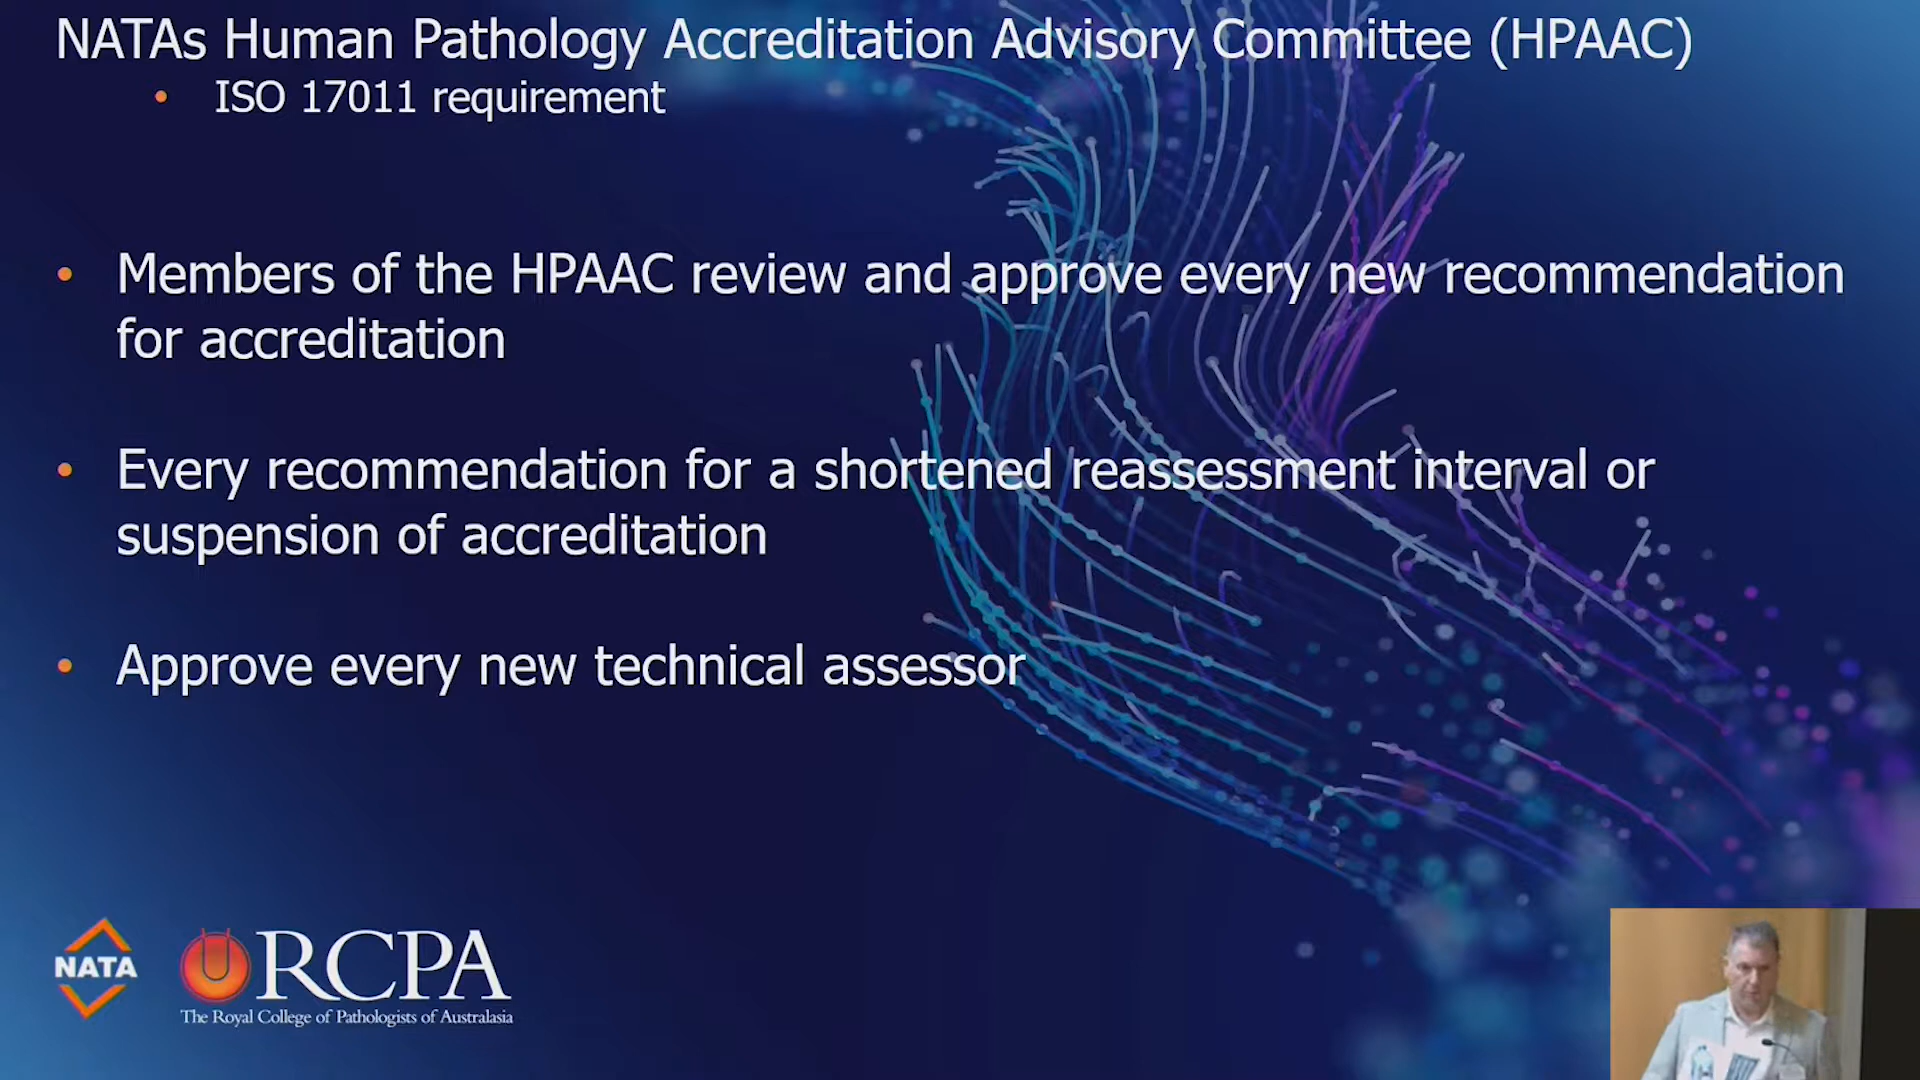 NATAs Human Pathology Accreditation Advisory Committee (HPAAC)
• ISO 17011 requirement
• Members of the HPAAC review and approve every new recommendation
for accreditation
• Every recommendation for a shortened reassessment interval or
suspension of accreditation
• Approve every new technical assessor
NATA
RCPA
The Royal College of Pathologists of Australasia